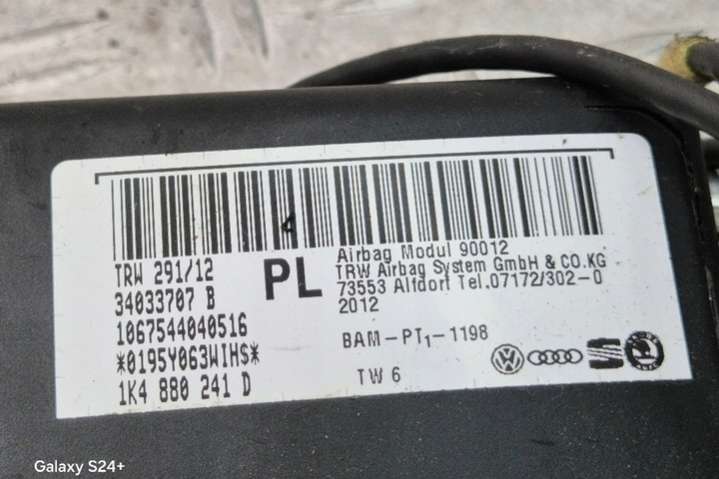 TRW 291/12
34033707 B
1067544040516
*0195Y063WIHS*
1K4 880 241 D
PL
Airbag Modul 90012
TRW Airbag System GmbH & CO.KG
73553 Alfdorf Tel.07172/302-0
2012
BAM-PT1-1198
TW 6
Galaxy S24+